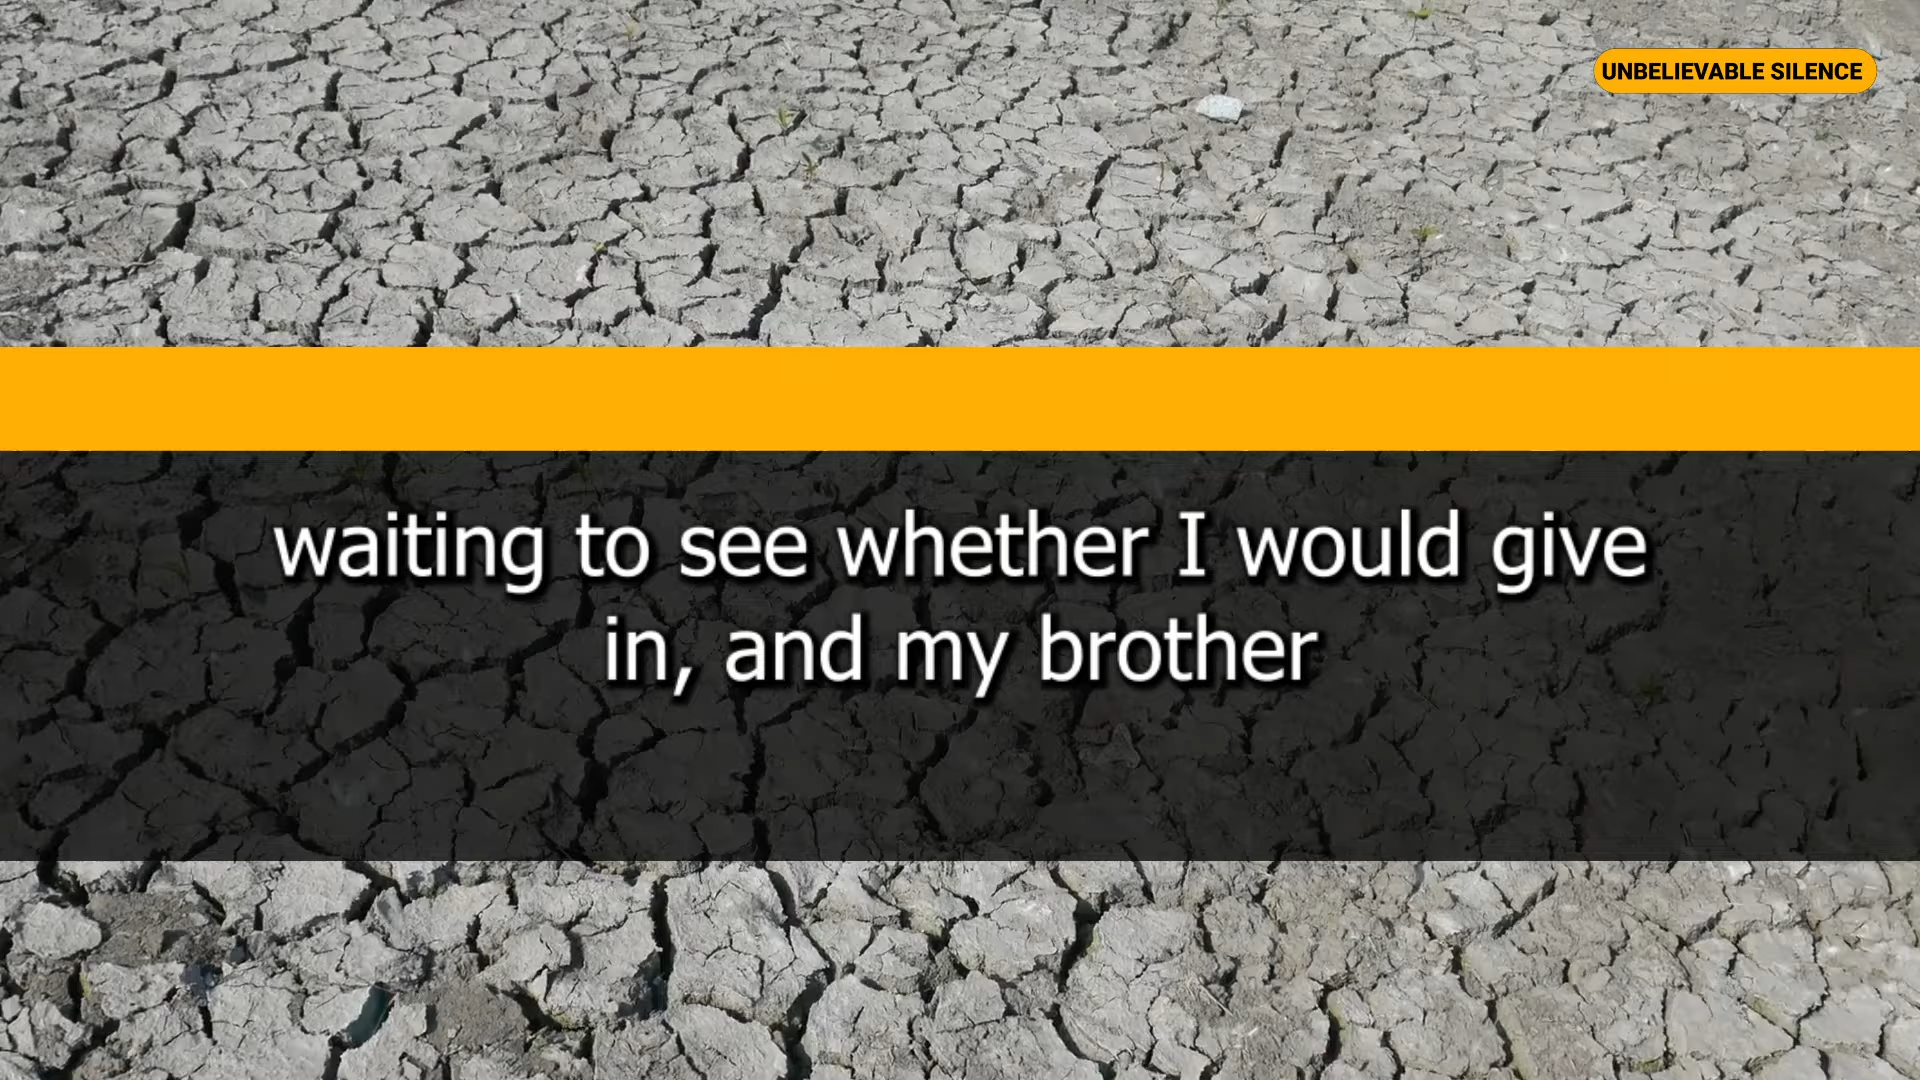 UNBELIEVABLE SILENCE
waiting to see whether I would give
in, and my brother